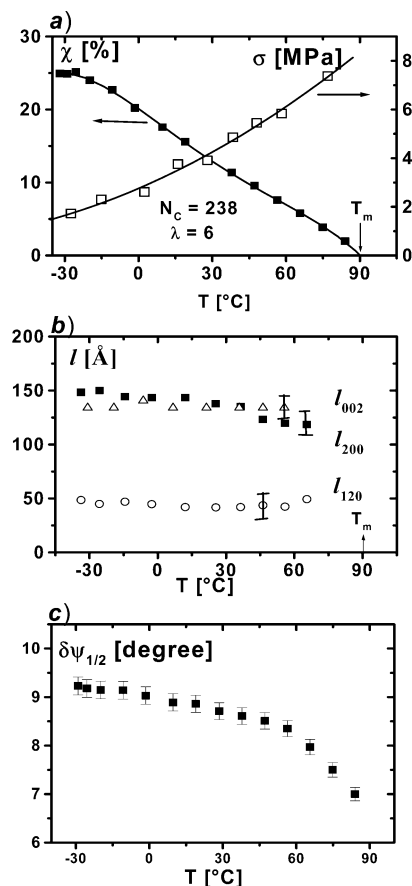 a)
χ [%]
σ [MPa]
30
20
10
0
8
6
4
2
0
N_C = 238
λ = 6
T_m
-30 0 30 60 90
T [°C]
b)
l [Å]
200
150
100
50
0
l_002
l_200
l_120
T_m
-30 0 30 60 90
T [°C]
c)
δψ_1/2 [degree]
10
9
8
7
6
-30 0 30 60 90
T [°C]